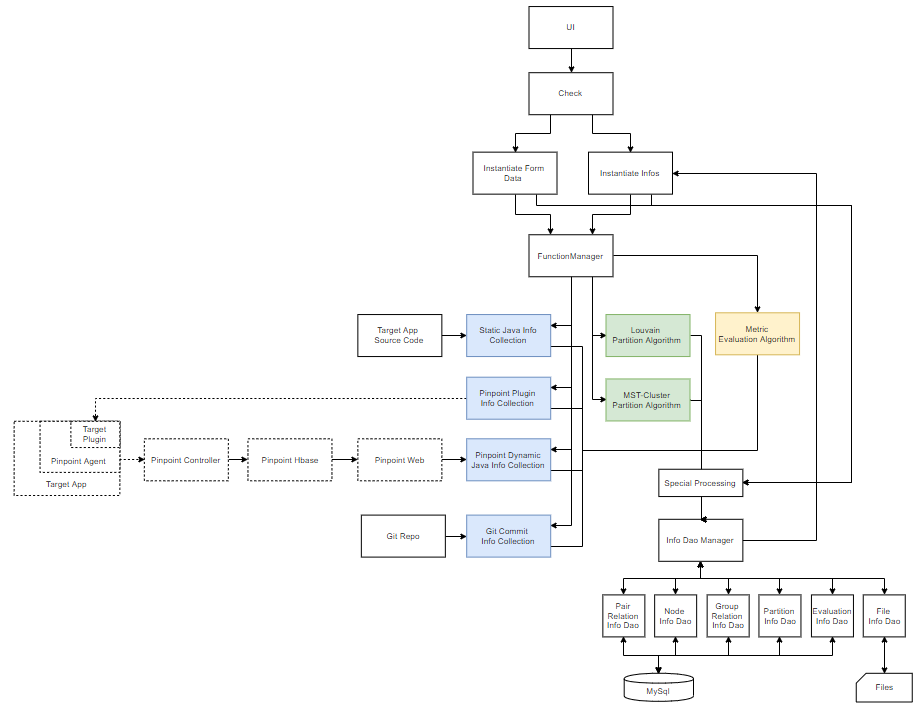 UI
Check
Instantiate Form
Data
Instantiate Infos
FunctionManager
Target App
Source Code
Static Java Info
Collection
Louvain
Partition Algorithm
Metric
Evaluation Algorithm
Pinpoint Plugin
Info Collection
MST-Cluster
Partition Algorithm
Target
Plugin
Pinpoint Agent
Target App
Pinpoint Controller
Pinpoint Hbase
Pinpoint Web
Pinpoint Dynamic
Java Info Collection
Special Processing
Git Repo
Git Commit
Info Collection
Info Dao Manager
Pair
Relation
Info Dao
Node
Info Dao
Group
Relation
Info Dao
Partition
Info Dao
Evaluation
Info Dao
File
Info Dao
MySql
Files